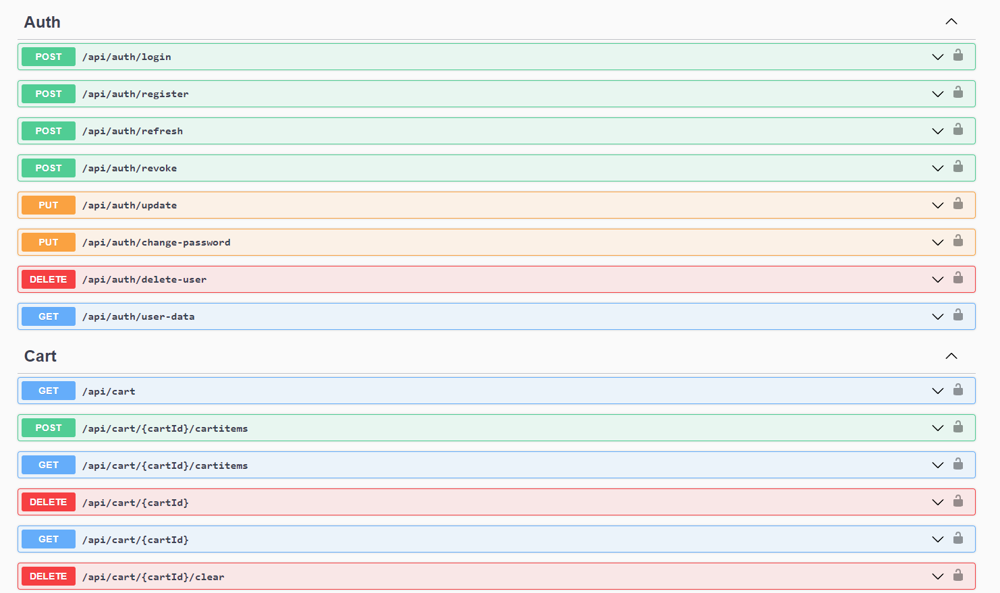 Auth
POST /api/auth/login
POST /api/auth/register
POST /api/auth/refresh
POST /api/auth/revoke
PUT /api/auth/update
PUT /api/auth/change-password
DELETE /api/auth/delete-user
GET /api/auth/user-data
Cart
GET /api/cart
POST /api/cart/{cartId}/cartitems
GET /api/cart/{cartId}/cartitems
DELETE /api/cart/{cartId}
GET /api/cart/{cartId}
DELETE /api/cart/{cartId}/clear